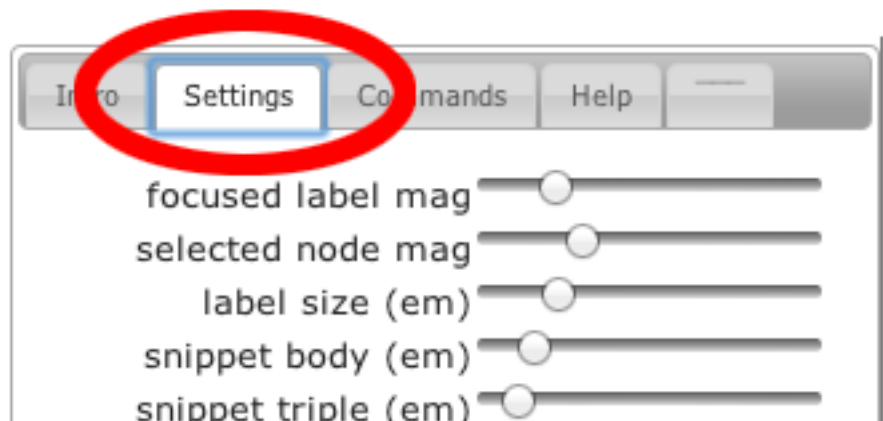 Intro Settings Commands Help
focused label mag
selected node mag
label size (em)
snippet body (em)
snippet triple (em)